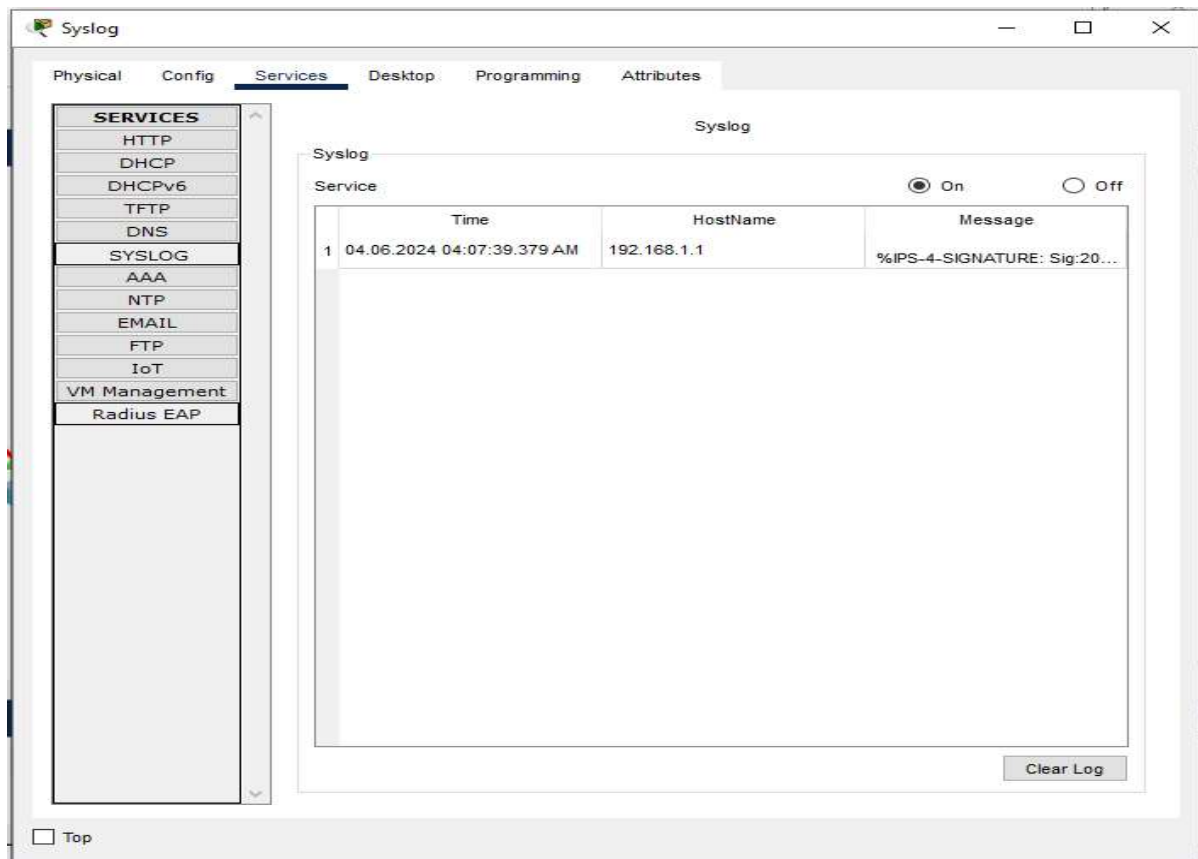 Syslog
Physical Config Services Desktop Programming Attributes
SERVICES
HTTP
DHCP
DHCPv6
TFTP
DNS
SYSLOG
AAA
NTP
EMAIL
FTP
IoT
VM Management
Radius EAP
Syslog
Syslog
Service On Off
Time HostName Message
1 04.06.2024 04:07:39.379 AM 192.168.1.1 %IPS-4-SIGNATURE: Sig:20...
Clear Log
Top